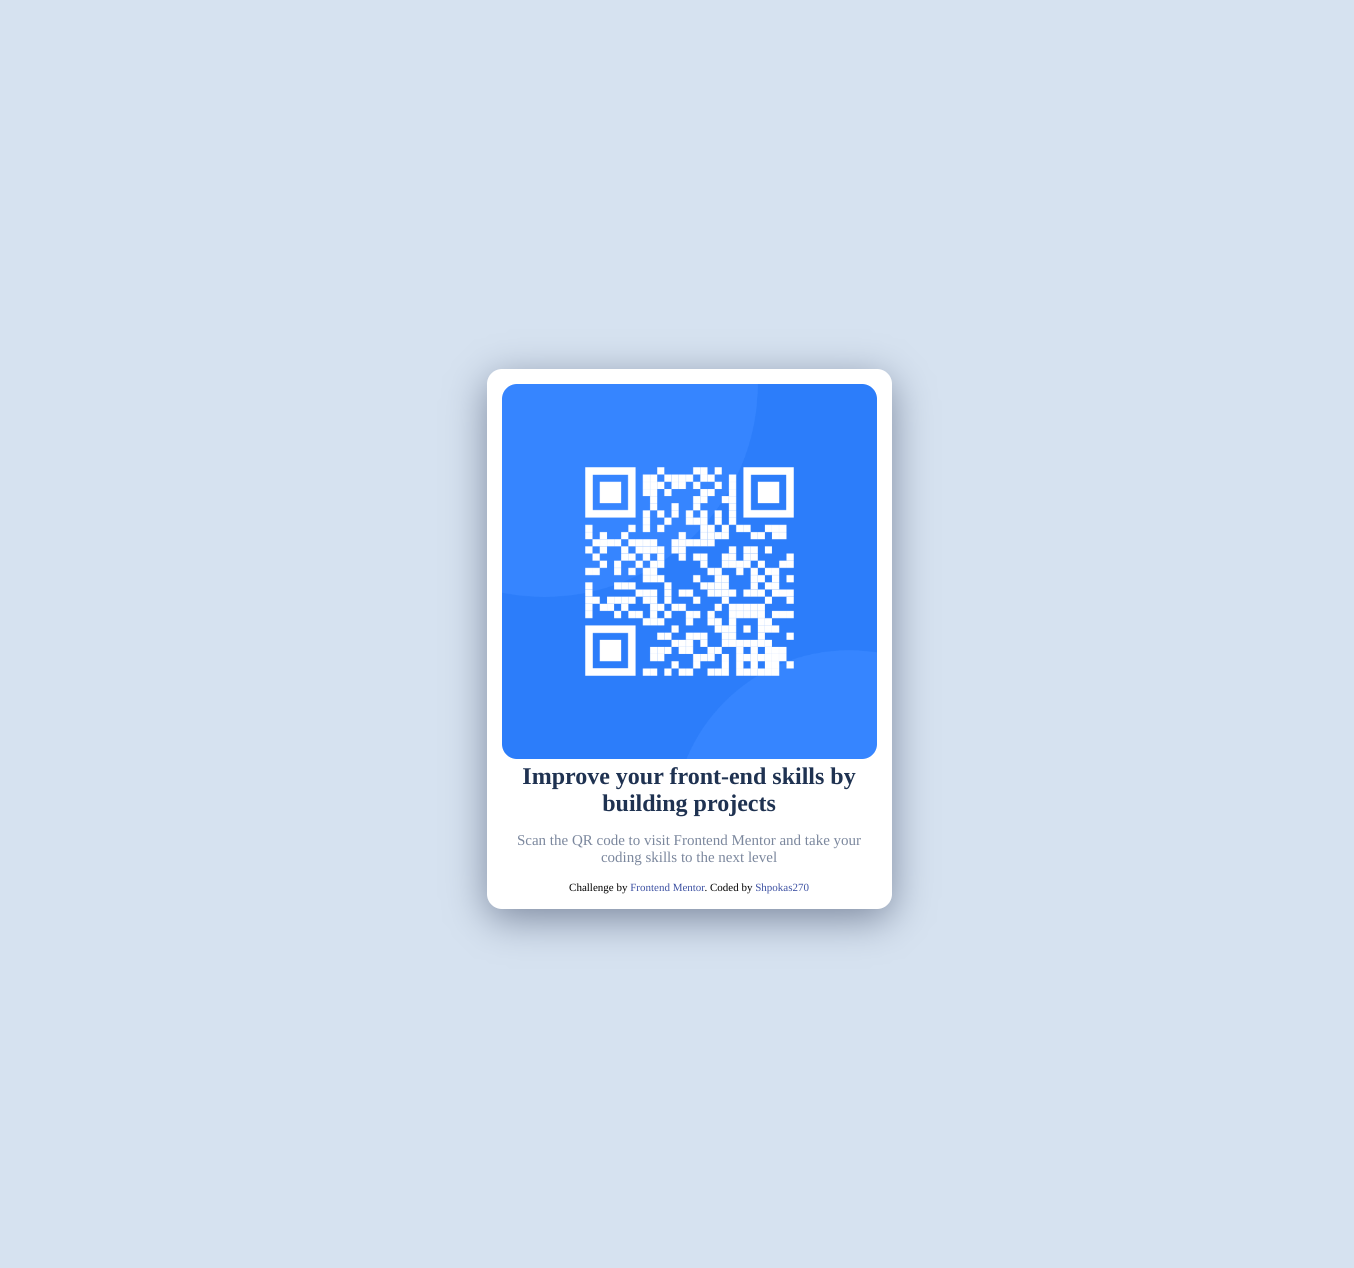 Improve your front-end skills by
building projects
Scan the QR code to visit Frontend Mentor and take your
coding skills to the next level
Challenge by Frontend Mentor. Coded by Shpokas270